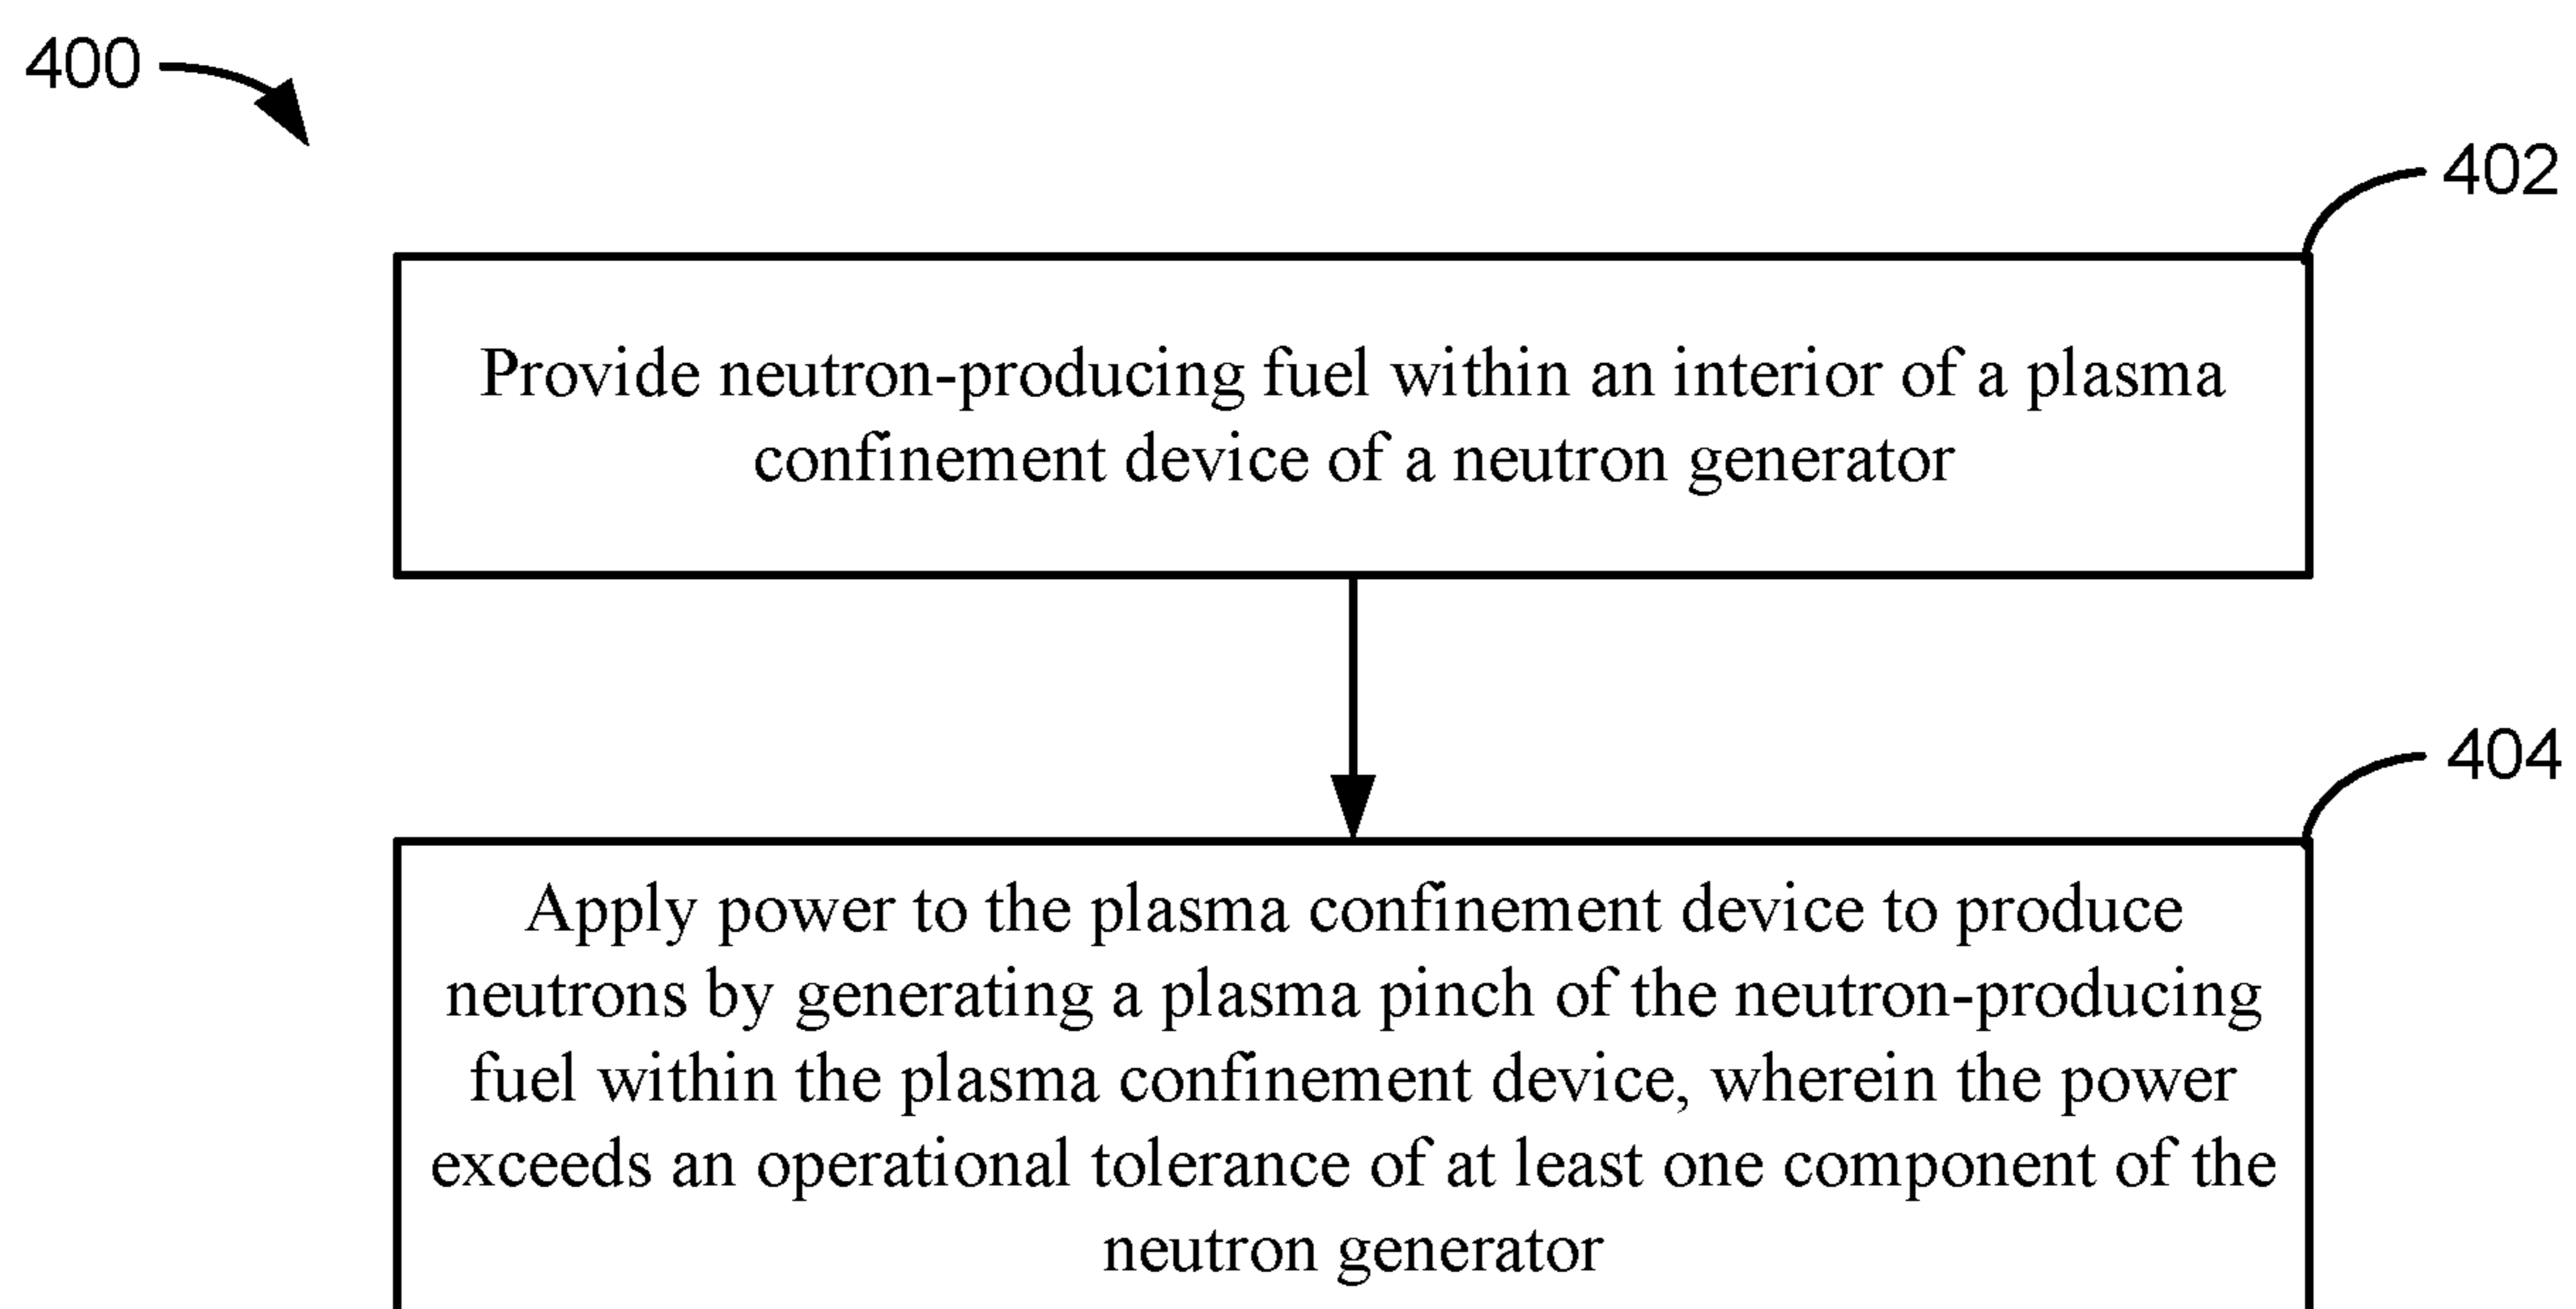 400
402
Provide neutron-producing fuel within an interior of a plasma
confinement device of a neutron generator
404
Apply power to the plasma confinement device to produce
neutrons by generating a plasma pinch of the neutron-producing
fuel within the plasma confinement device, wherein the power
exceeds an operational tolerance of at least one component of the
neutron generator